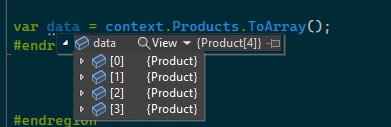 var data = context.Products.ToArray();
#endr
data View {Product[4]}
[0] {Product}
[1] {Product}
[2] {Product}
[3] {Product}
#endregion